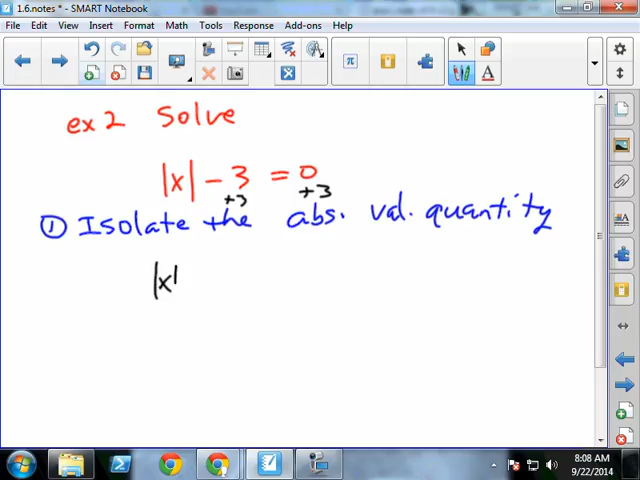 1.6.notes * - SMART Notebook
File Edit View Insert Format Math Tools Response Add-ons Help
ex 2 Solve
|x| - 3 = 0
+3 +3
① Isolate the abs. val. quantity
|x|
8:08 AM
9/22/2014